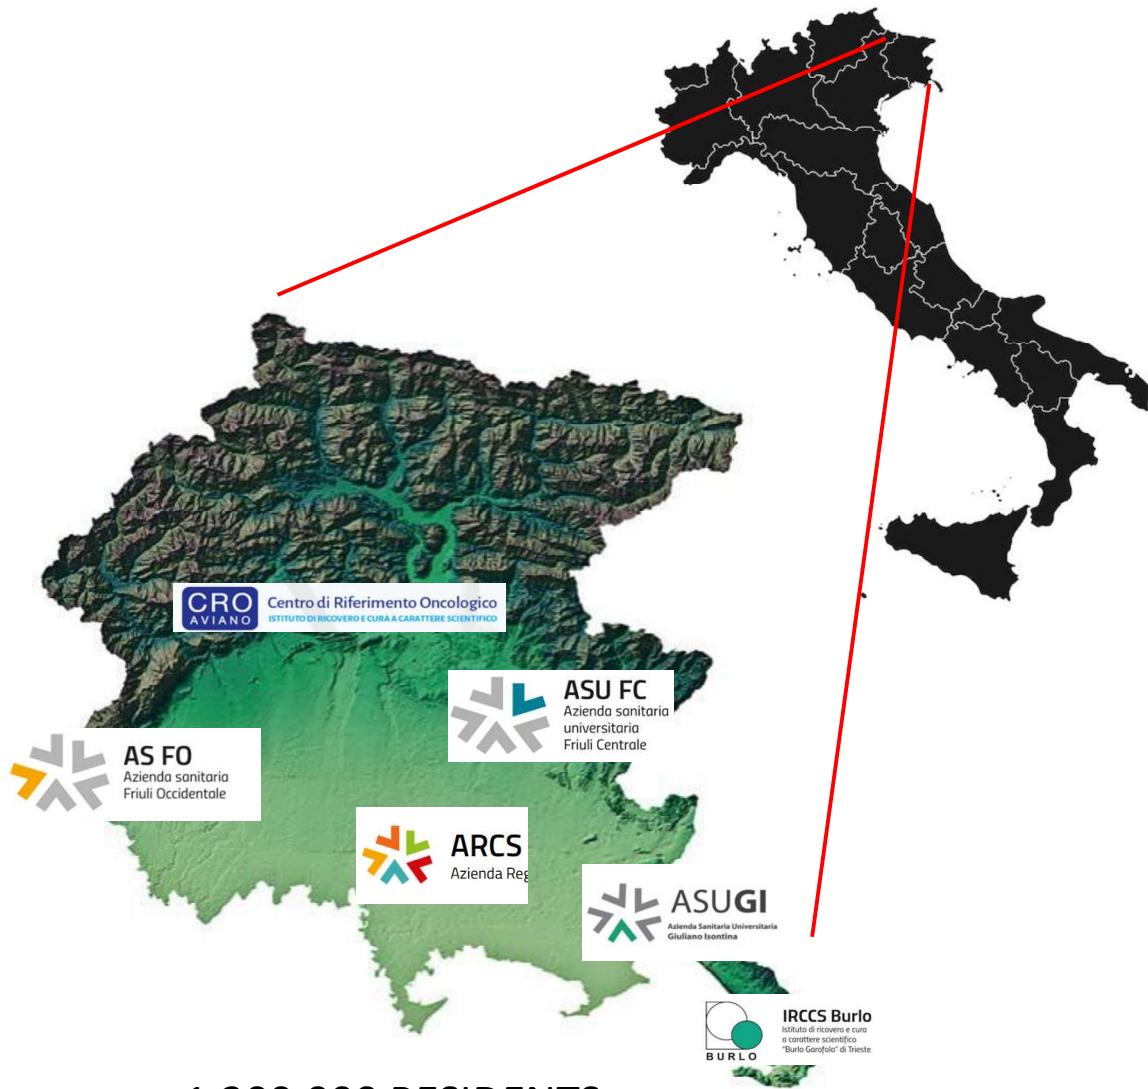 CRO
AVIANO
Centro di Riferimento Oncologico
ISTITUTO DI RICOVERO E CURA A CARATTERE SCIENTIFICO
ASU FC
Azienda sanitaria
universitaria
Friuli Centrale
AS FO
Azienda sanitaria
Friuli Occidentale
ARCS
Azienda Reg
ASUGI
Azienda Sanitaria Universitaria
Giuliano Isontina
BURLO
IRCCS Burlo
Istituto di ricovero e cura
a carattere scientifico
"Burlo Garofolo" di Trieste
RESIDENTS